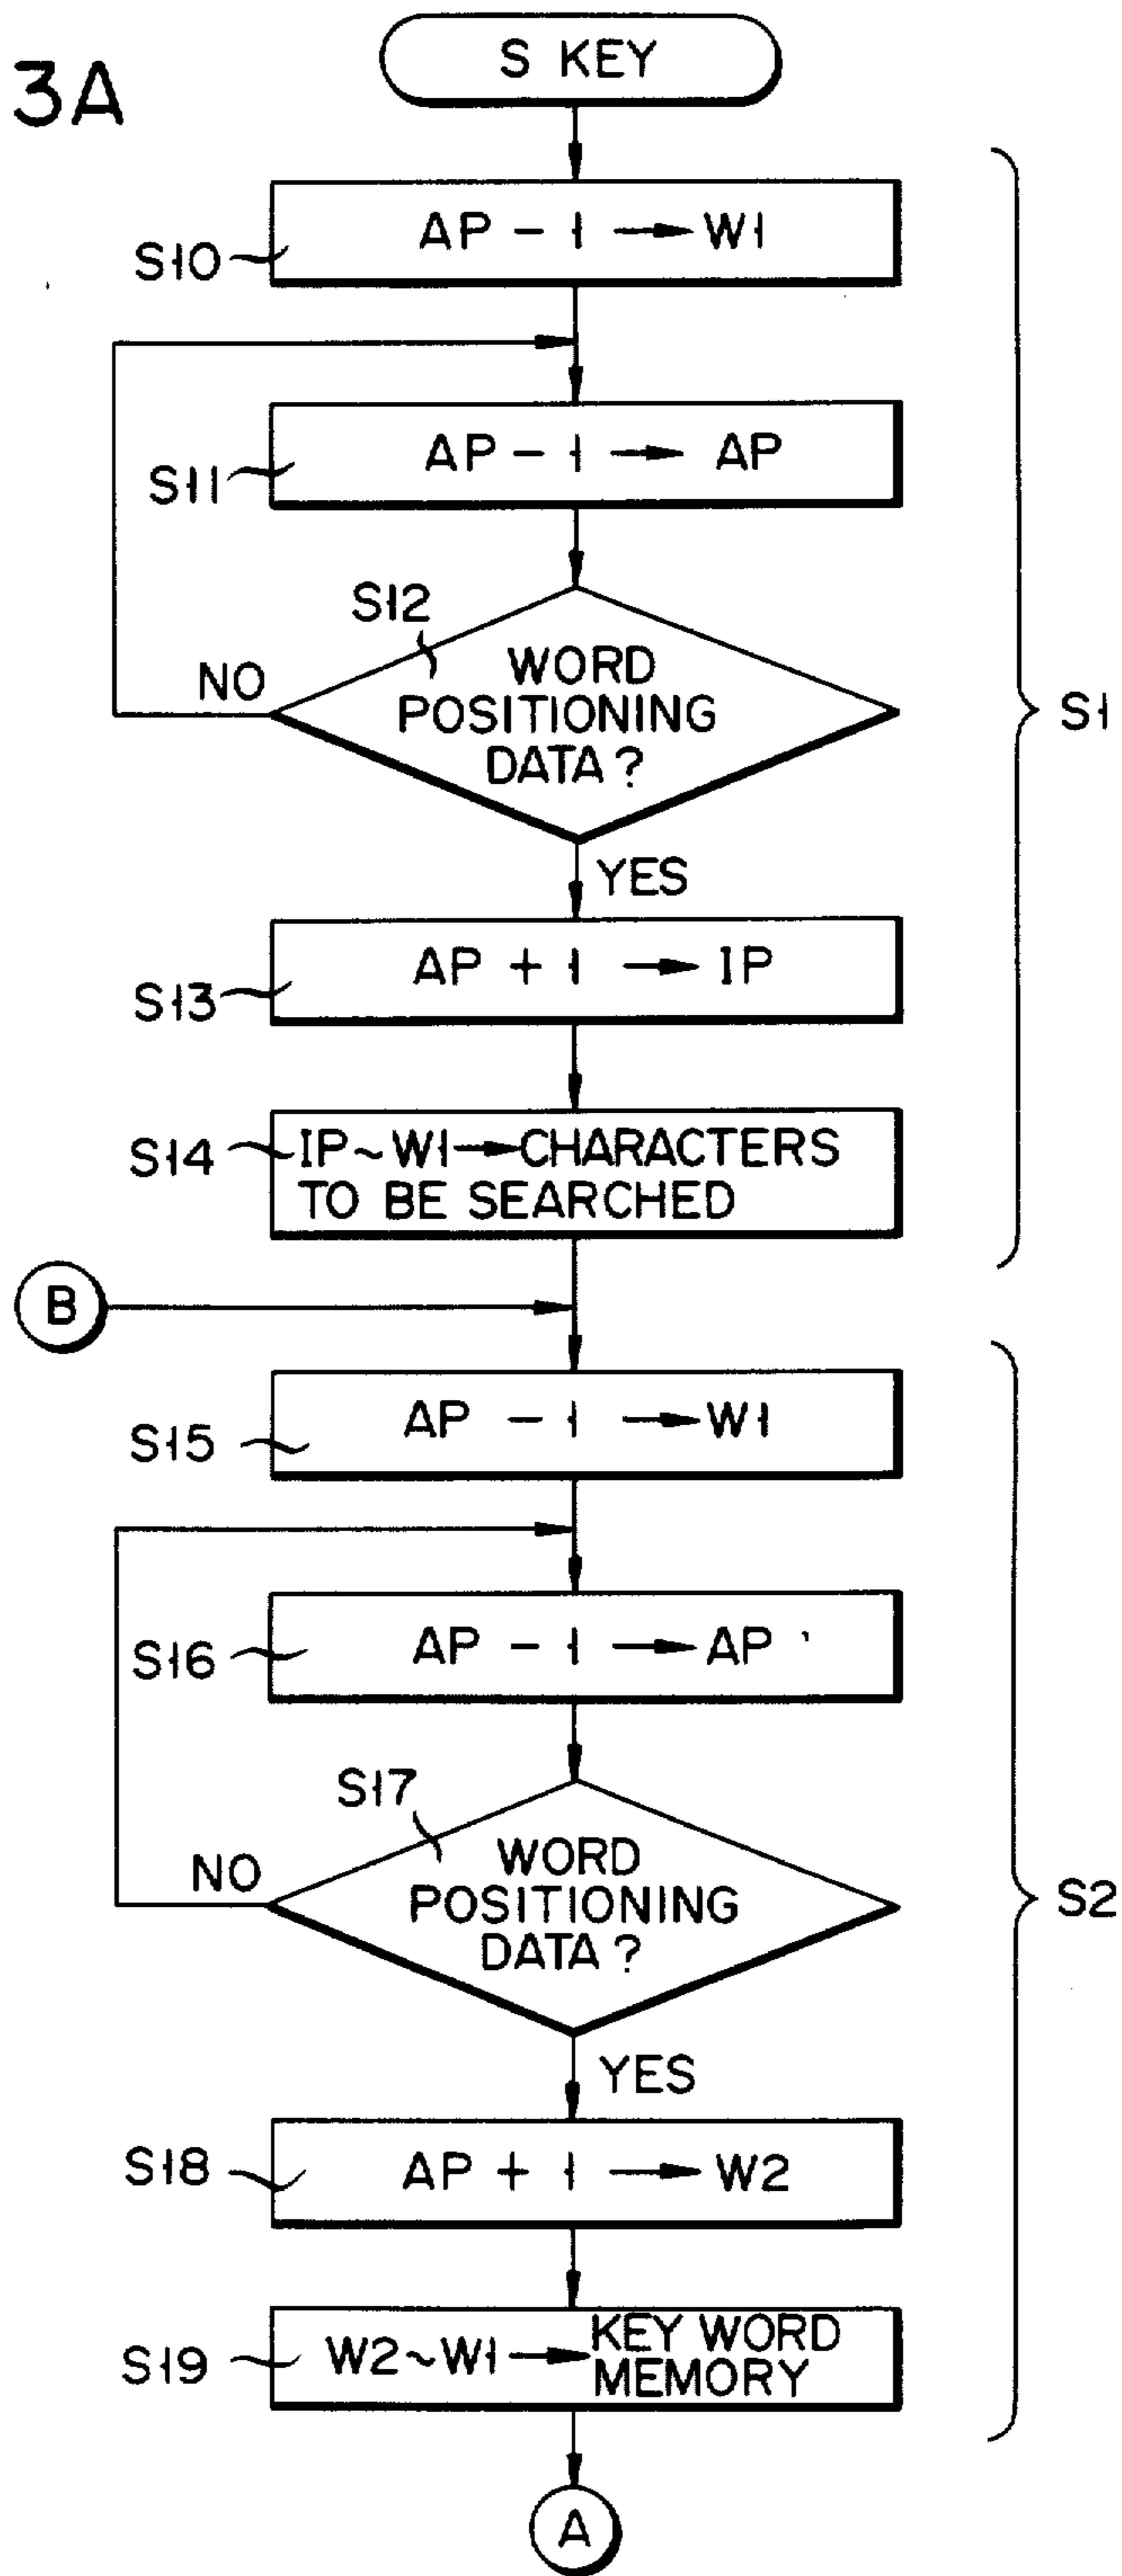 3A
S KEY
AP - 1 → W1
S10
AP - 1 → AP
S11
S12
WORD
POSITIONING
DATA?
NO
YES
S1
AP + 1 → IP
S13
S14
IP~W1→CHARACTERS
TO BE SEARCHED
B
AP - 1 → W1
S15
AP - 1 → AP
S16
S17
WORD
POSITIONING
DATA?
NO
YES
S2
AP + 1 → W2
S18
W2~W1→KEY WORD
MEMORY
S19
A